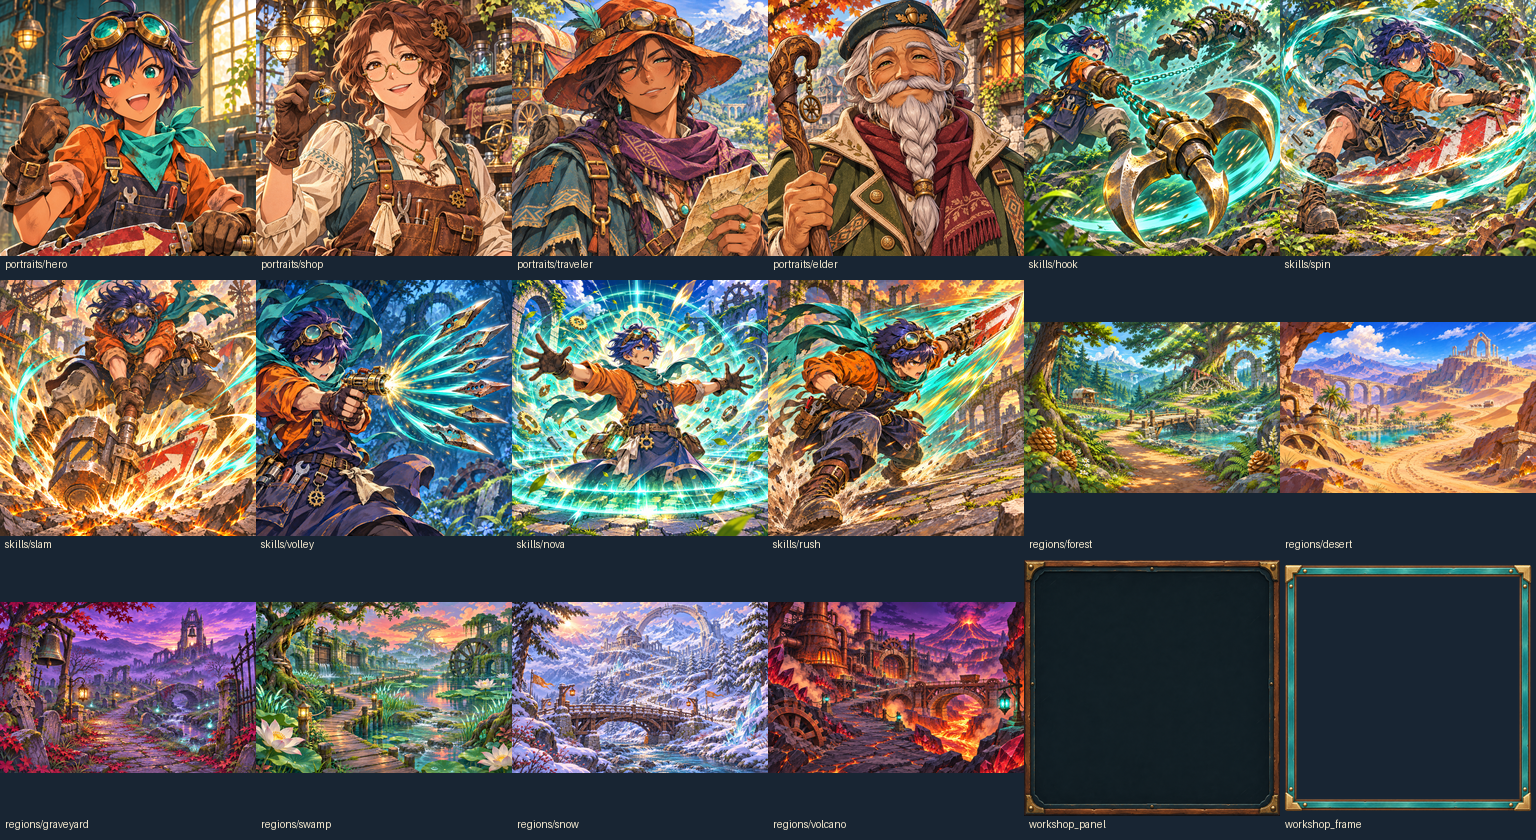 portraits/hero
portraits/shop
portraits/traveler
portraits/elder
skills/hook
skills/spin
skills/slam
skills/volley
skills/nova
skills/rush
regions/forest
regions/desert
regions/graveyard
regions/swamp
regions/snow
regions/volcano
workshop_panel
workshop_frame